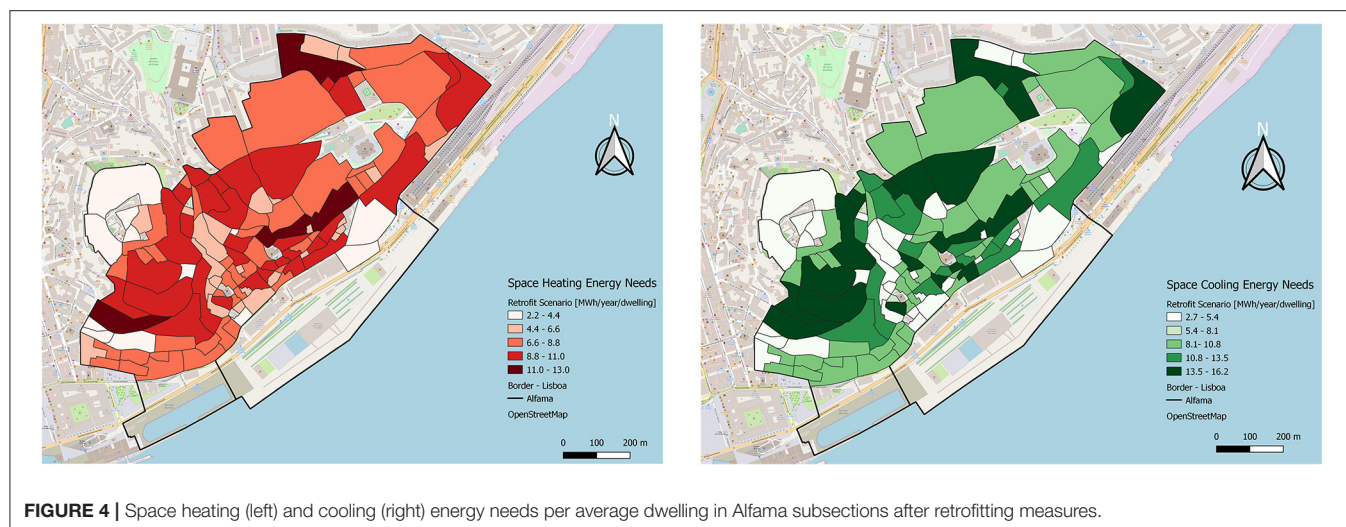 N
Space Heating Energy Needs
Retrofit Scenario [MWh/year/dwelling]
2.2 - 4.4
4.4 - 6.6
6.6 - 8.8
8.8 - 11.0
11.0 - 13.0
Border - Lisboa
Alfama
OpenStreetMap
0 100 200 m
N
Space Cooling Energy Needs
Retrofit Scenario [MWh/year/dwelling]
2.7 - 5.4
5.4 - 8.1
8.1- 10.8
10.8 - 13.5
13.5 - 16.2
Border - Lisboa
Alfama
OpenStreetMap
0 100 200 m
FIGURE 4 | Space heating (left) and cooling (right) energy needs per average dwelling in Alfama subsections after retrofitting measures.